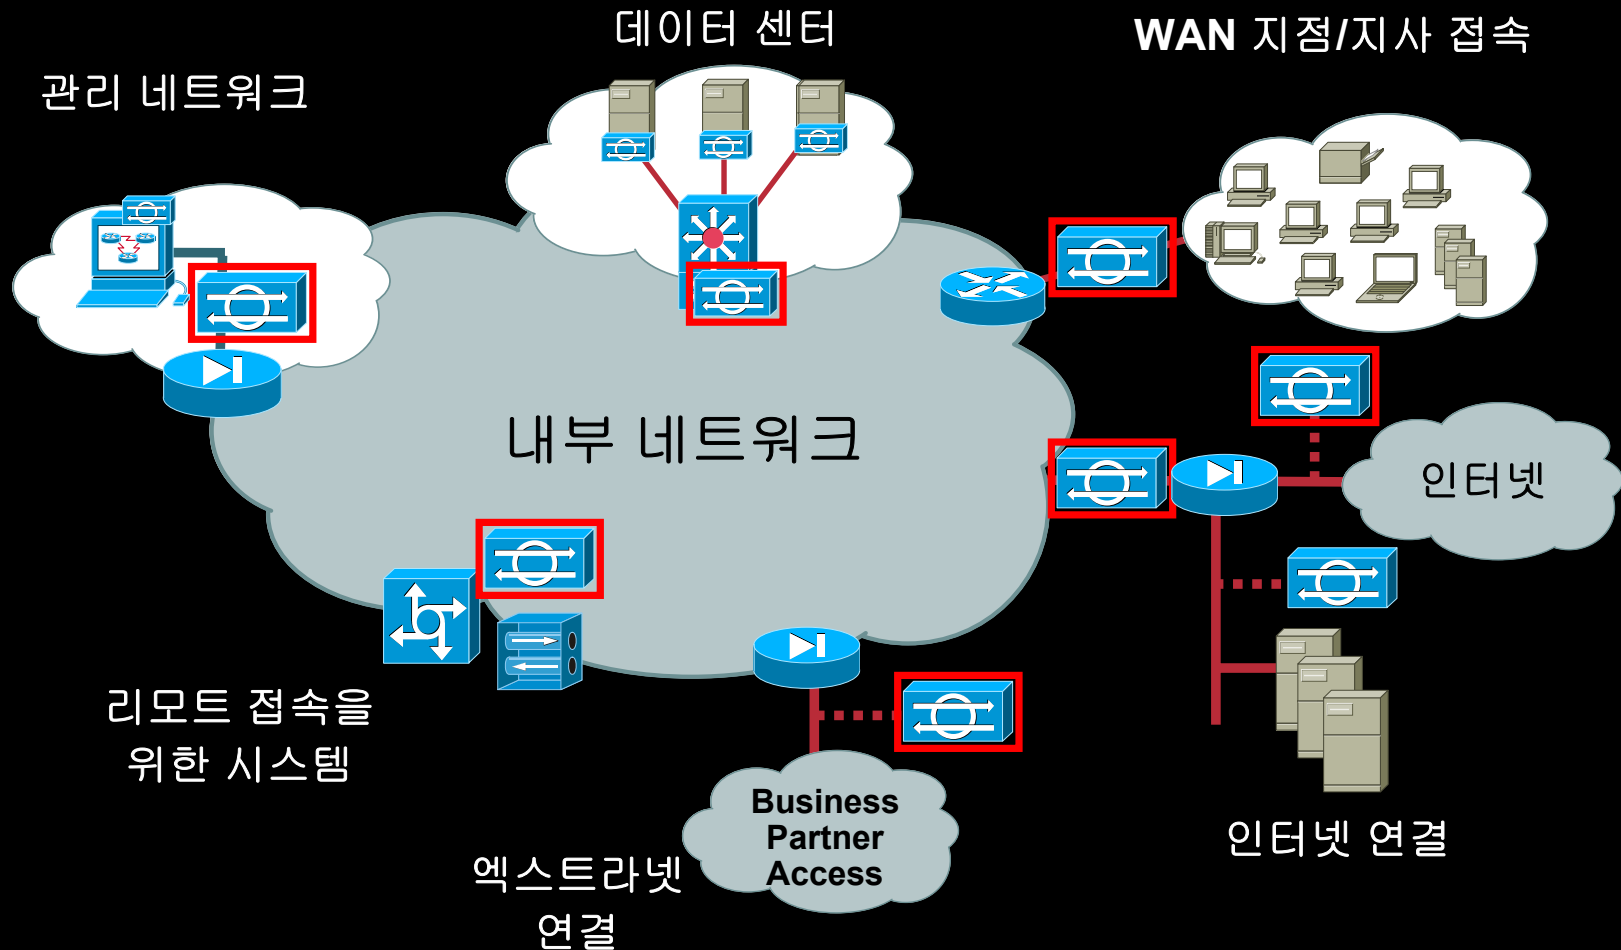 데이터 센터
WAN 지점/지사 접속
관리 네트워크
내부 네트워크
인터넷
리모트 접속을
위한 시스템
Business
Partner
Access
인터넷 연결
엑스트라넷
연결